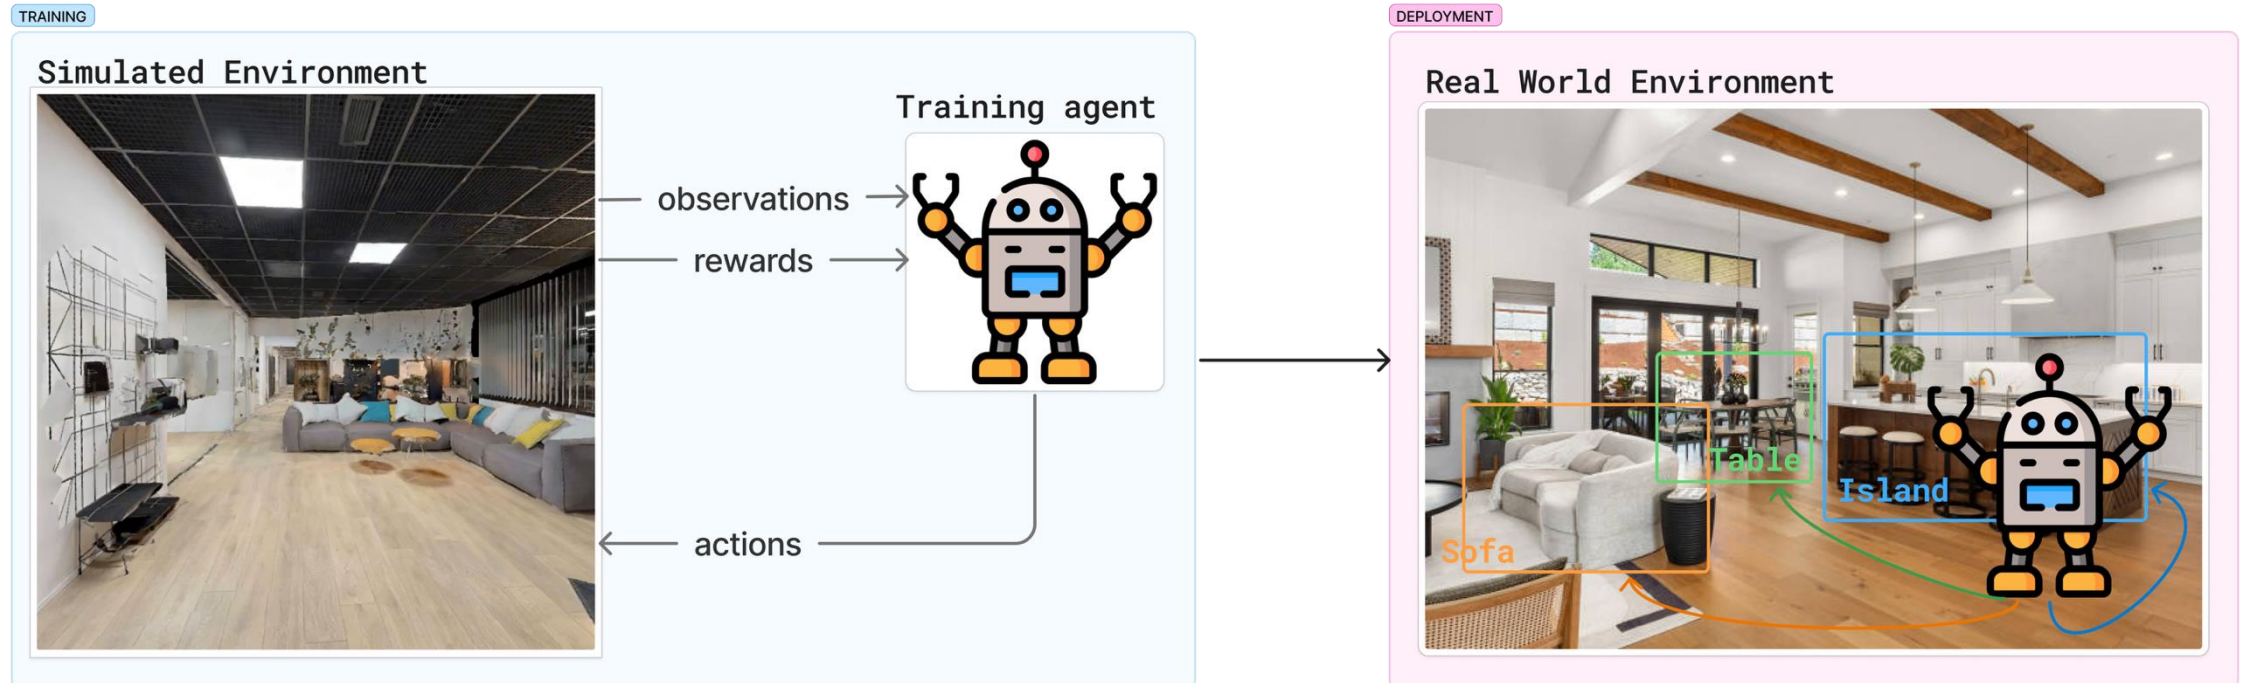 TRAINING
Simulated Environment
Training agent
observations
rewards
actions
DEPLOYMENT
Real World Environment
Table
Island
Sofa